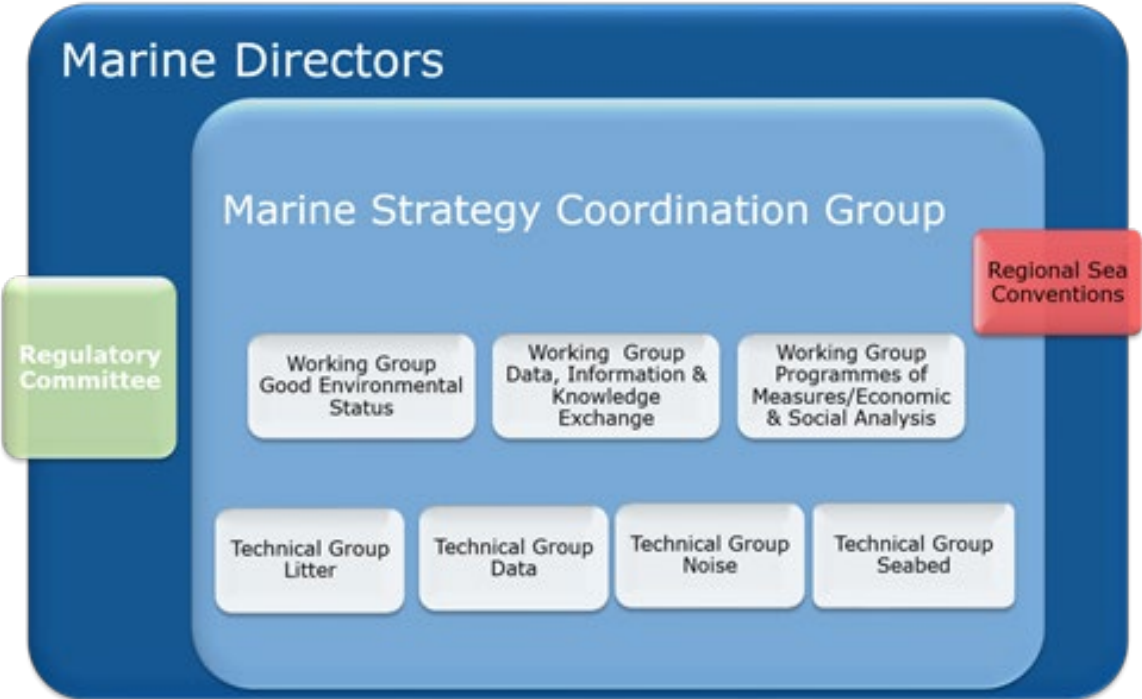 Marine Directors
Marine Strategy Coordination Group
Regional Sea
Conventions
Regulatory
Committee
Working Group
Good Environmental
Status
Working Group
Data, Information &
Knowledge
Exchange
Working Group
Programmes of
Measures/Economic
& Social Analysis
Technical Group
Litter
Technical Group
Data
Technical Group
Noise
Technical Group
Seabed